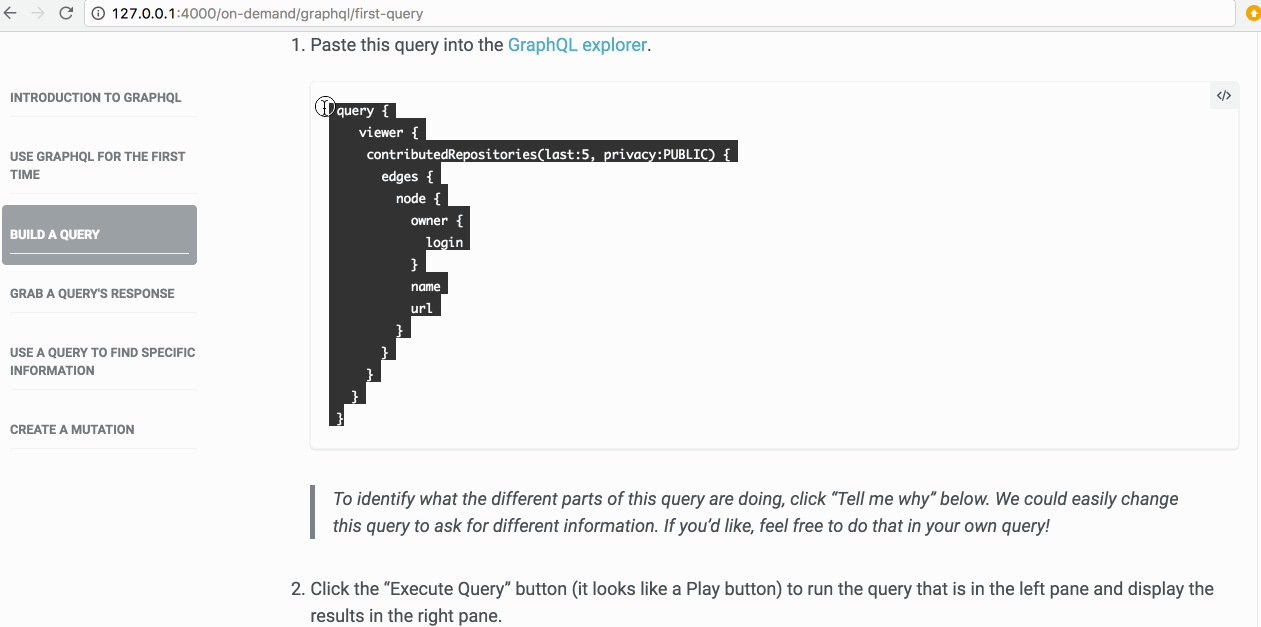 127.0.0.1:4000/on-demand/graphql/first-query
1. Paste this query into the GraphQL explorer.
INTRODUCTION TO GRAPHQL
USE GRAPHQL FOR THE FIRST
TIME
BUILD A QUERY
GRAB A QUERY'S RESPONSE
USE A QUERY TO FIND SPECIFIC
INFORMATION
CREATE A MUTATION
</>
query {
viewer {
contributedRepositories(last:5, privacy:PUBLIC) {
edges {
node {
owner {
login
}
name
url
}
}
}
}
}
To identify what the different parts of this query are doing, click “Tell me why” below. We could easily change
this query to ask for different information. If you’d like, feel free to do that in your own query!
2. Click the “Execute Query” button (it looks like a Play button) to run the query that is in the left pane and display the
results in the right pane.